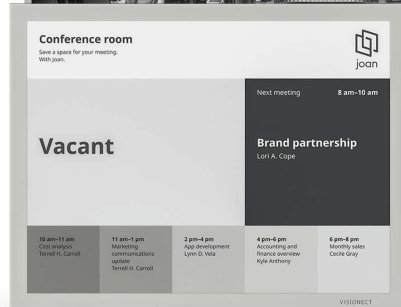 Conference room
Save a space for your meeting.
With Joan.
joan
Vacant
Next meeting 8 am–10 am
Brand partnership
Lori A. Cope
10 am–11 am
Cost analysis
Terrell H. Carroll
11 am–1 pm
Marketing
communications
update
Terrell H. Carroll
2 pm–4 pm
App development
Lynn D. Vela
4 pm–6 pm
Accounting and
finance overview
Kyle Anthony
6 pm–8 pm
Monthly sales
Cecile Gray
VISIONECT